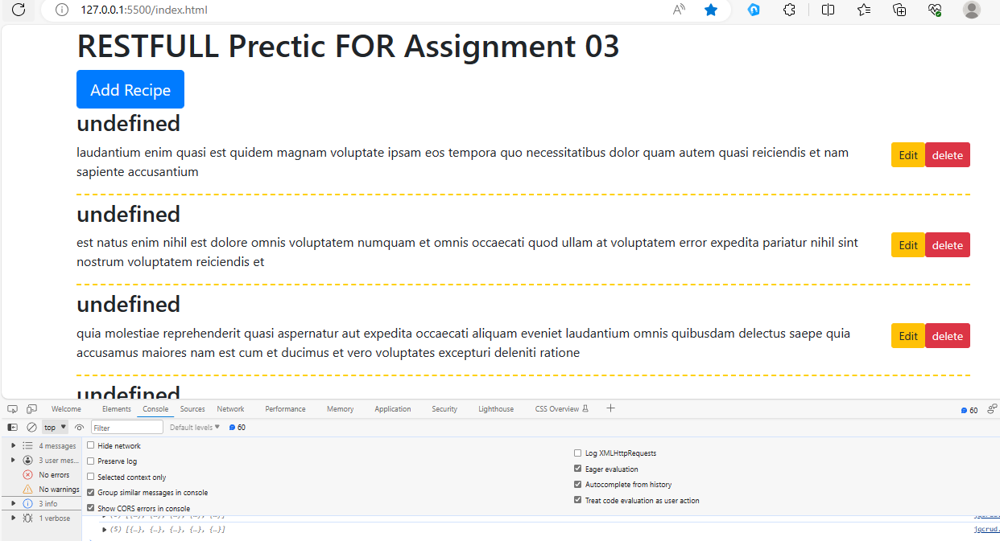 127.0.0.1:5500/index.html
RESTFULL Prectic FOR Assignment 03
Add Recipe
undefined
laudantium enim quasi est quidem magnam voluptate ipsam eos tempora quo necessitatibus dolor quam autem quasi reiciendis et nam
sapiente accusantium
Edit delete
undefined
est natus enim nihil est dolore omnis voluptatem numquam et omnis occaecati quod ullam at voluptatem error expedita pariatur nihil sint
nostrum voluptatem reiciendis et
Edit delete
undefined
quia molestiae reprehenderit quasi aspernatur aut expedita occaecati aliquam eveniet laudantium omnis quibusdam delectus saepe quia
accusamus maiores nam est cum et ducimus et vero voluptates excepturi deleniti ratione
Edit delete
undefined
Welcome Elements Console Sources Network Performance Memory Application Security Lighthouse CSS Overview 60
top Filter Default levels 60
4 messages
3 user mes...
No errors
No warnings
3 info
1 verbose
Hide network
Preserve log
Selected context only
Group similar messages in console
Show CORS errors in console
Log XMLHttpRequests
Eager evaluation
Autocomplete from history
Treat code evaluation as user action
(5) [{…}, {…}, {…}, {…}, {…}] jqcrud.